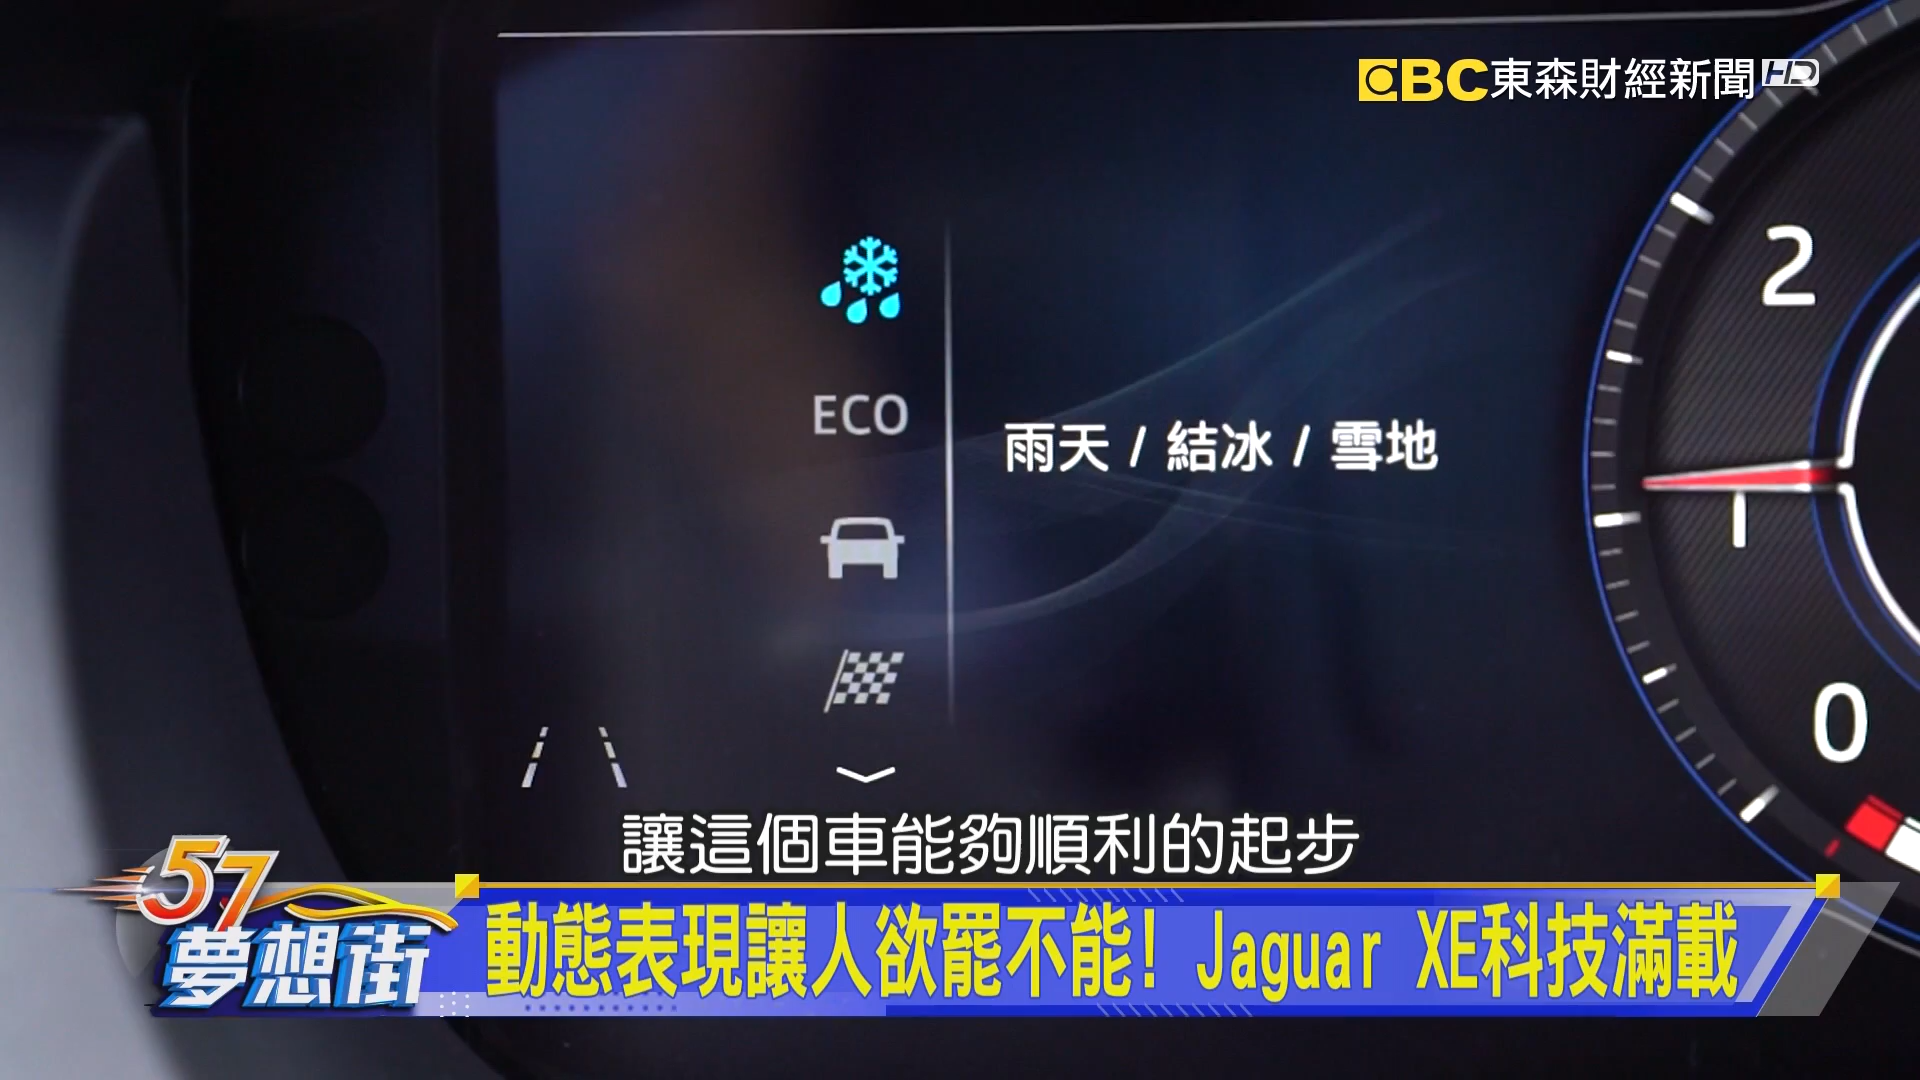 EBC東森財經新聞HD
2
ECO
雨天 / 結冰 / 雪地
1
0
讓這個車能夠順利的起步
57
夢想街
動態表現讓人欲罷不能! Jaguar XE科技滿載